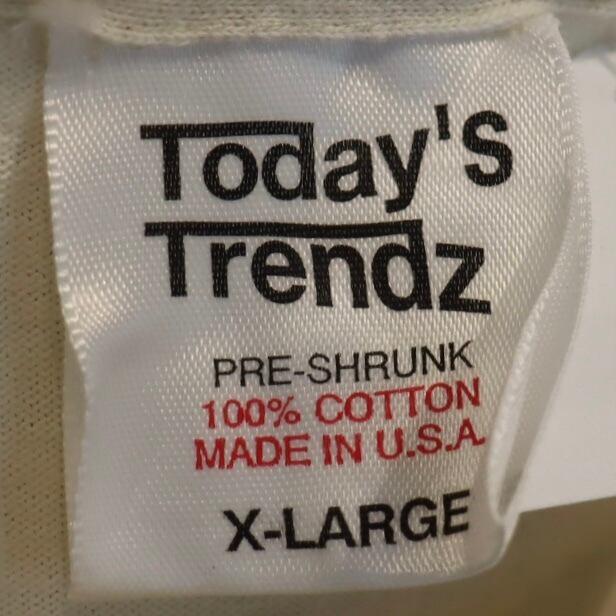 Today'S
Trendz
PRE-SHRUNK
100% COTTON
MADE IN U.S.A.
X-LARGE